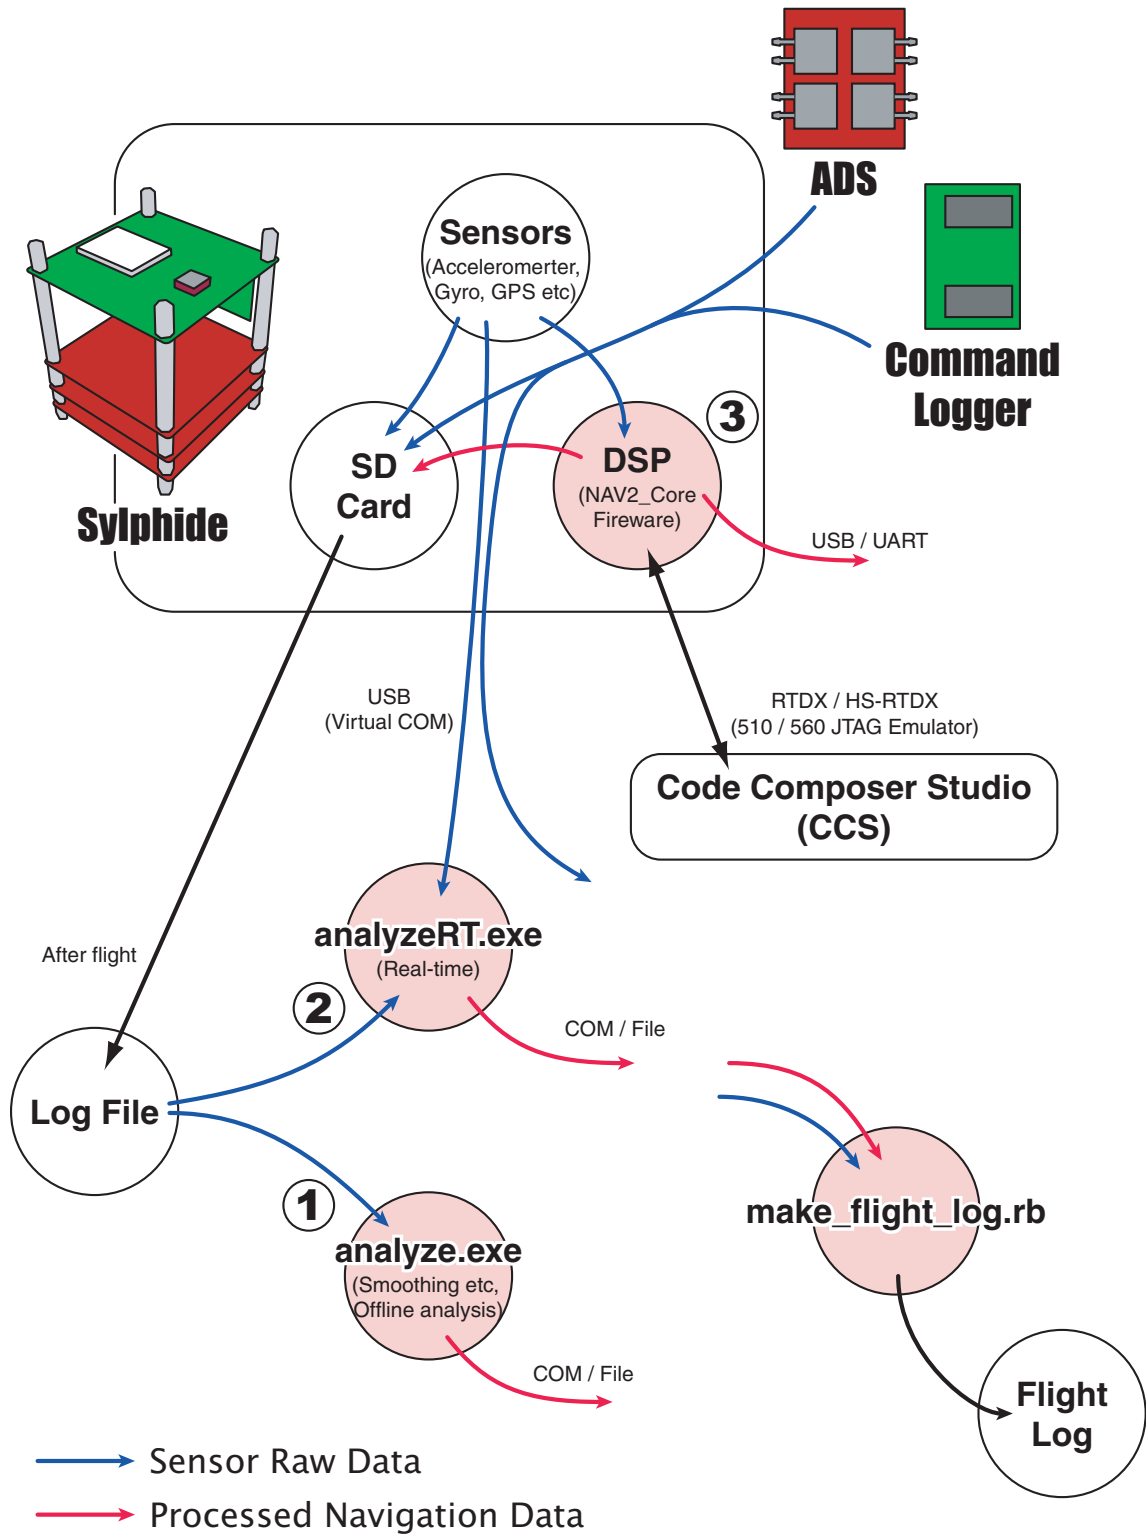 ADS
Sensors
(Acceleromerter,
Gyro, GPS etc)
Command
Logger
3
SD
Card
DSP
(NAV2_Core
Fireware)
Sylphide
USB / UART
USB
(Virtual COM)
RTDX / HS-RTDX
(510 / 560 JTAG Emulator)
Code Composer Studio
(CCS)
After flight
analyzeRT.exe
(Real-time)
2
COM / File
Log File
1
make_flight_log.rb
analyze.exe
(Smoothing etc,
Offline analysis)
COM / File
Flight
Log
Sensor Raw Data
Processed Navigation Data